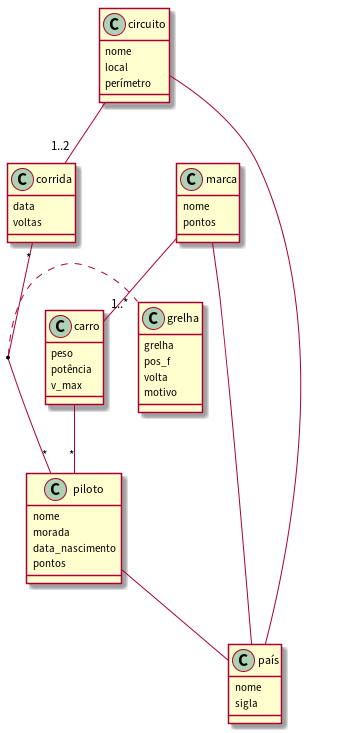 C circuito
nome
local
perímetro
1..2
C corrida
data
voltas
C marca
nome
pontos
*
1..*
C carro
peso
potência
v_max
C grelha
grelha
pos_f
volta
motivo
*
*
C piloto
nome
morada
data_nascimento
pontos
C país
nome
sigla